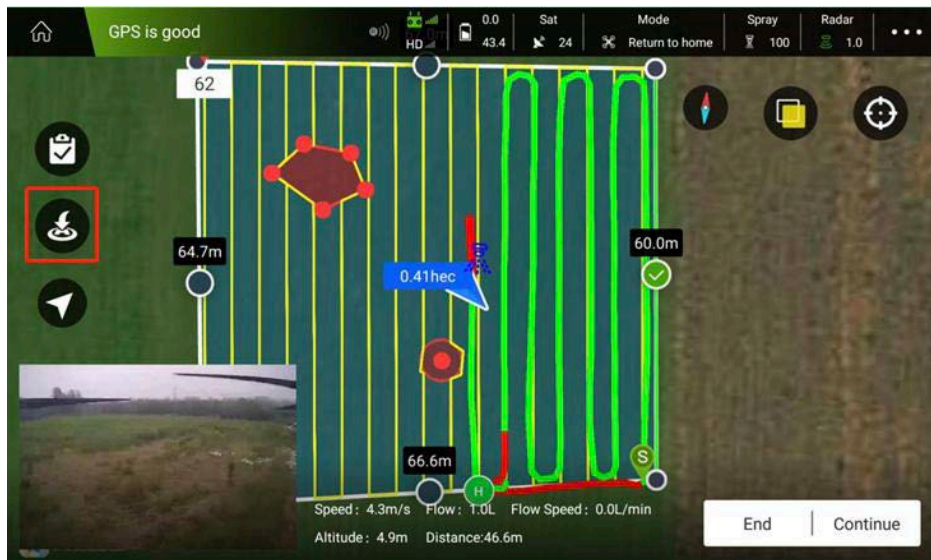 GPS is good
HD
0.0
43.4
Sat
24
Mode
Return to home
Spray
100
Radar
1.0
62
64.7m
60.0m
0.41hec
66.6m
S
H
Speed: 4.3m/s Flow: 1.0L Flow Speed: 0.0L/min
Altitude: 4.9m Distance:46.6m
End
Continue